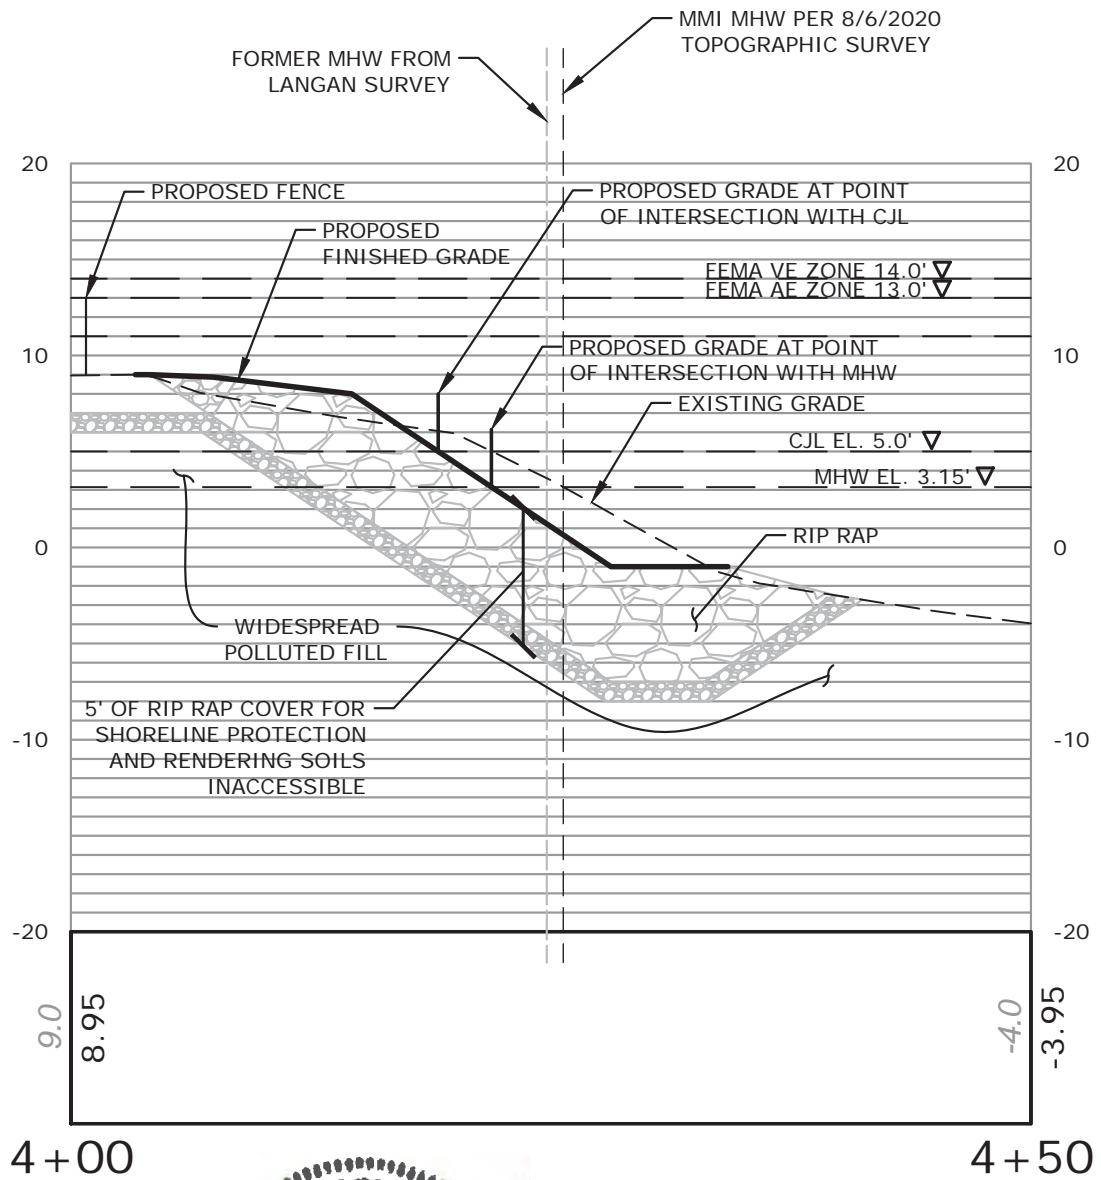 MMI MHW PER 8/6/2020
TOPOGRAPHIC SURVEY
FORMER MHW FROM
LANGAN SURVEY
20
20
PROPOSED FENCE
PROPOSED GRADE AT POINT
OF INTERSECTION WITH CJL
PROPOSED
FINISHED GRADE
FEMA VE ZONE 14.0'
FEMA AE ZONE 13.0'
10
10
PROPOSED GRADE AT POINT
OF INTERSECTION WITH MHW
EXISTING GRADE
CJL EL. 5.0'
MHW EL. 3.15'
0
0
RIP RAP
WIDESPREAD
POLLUTED FILL
5' OF RIP RAP COVER FOR
SHORELINE PROTECTION
AND RENDERING SOILS
INACCESSIBLE
-10
-10
-20
-20
9.0
8.95
-4.0
-3.95
4+00
4+50